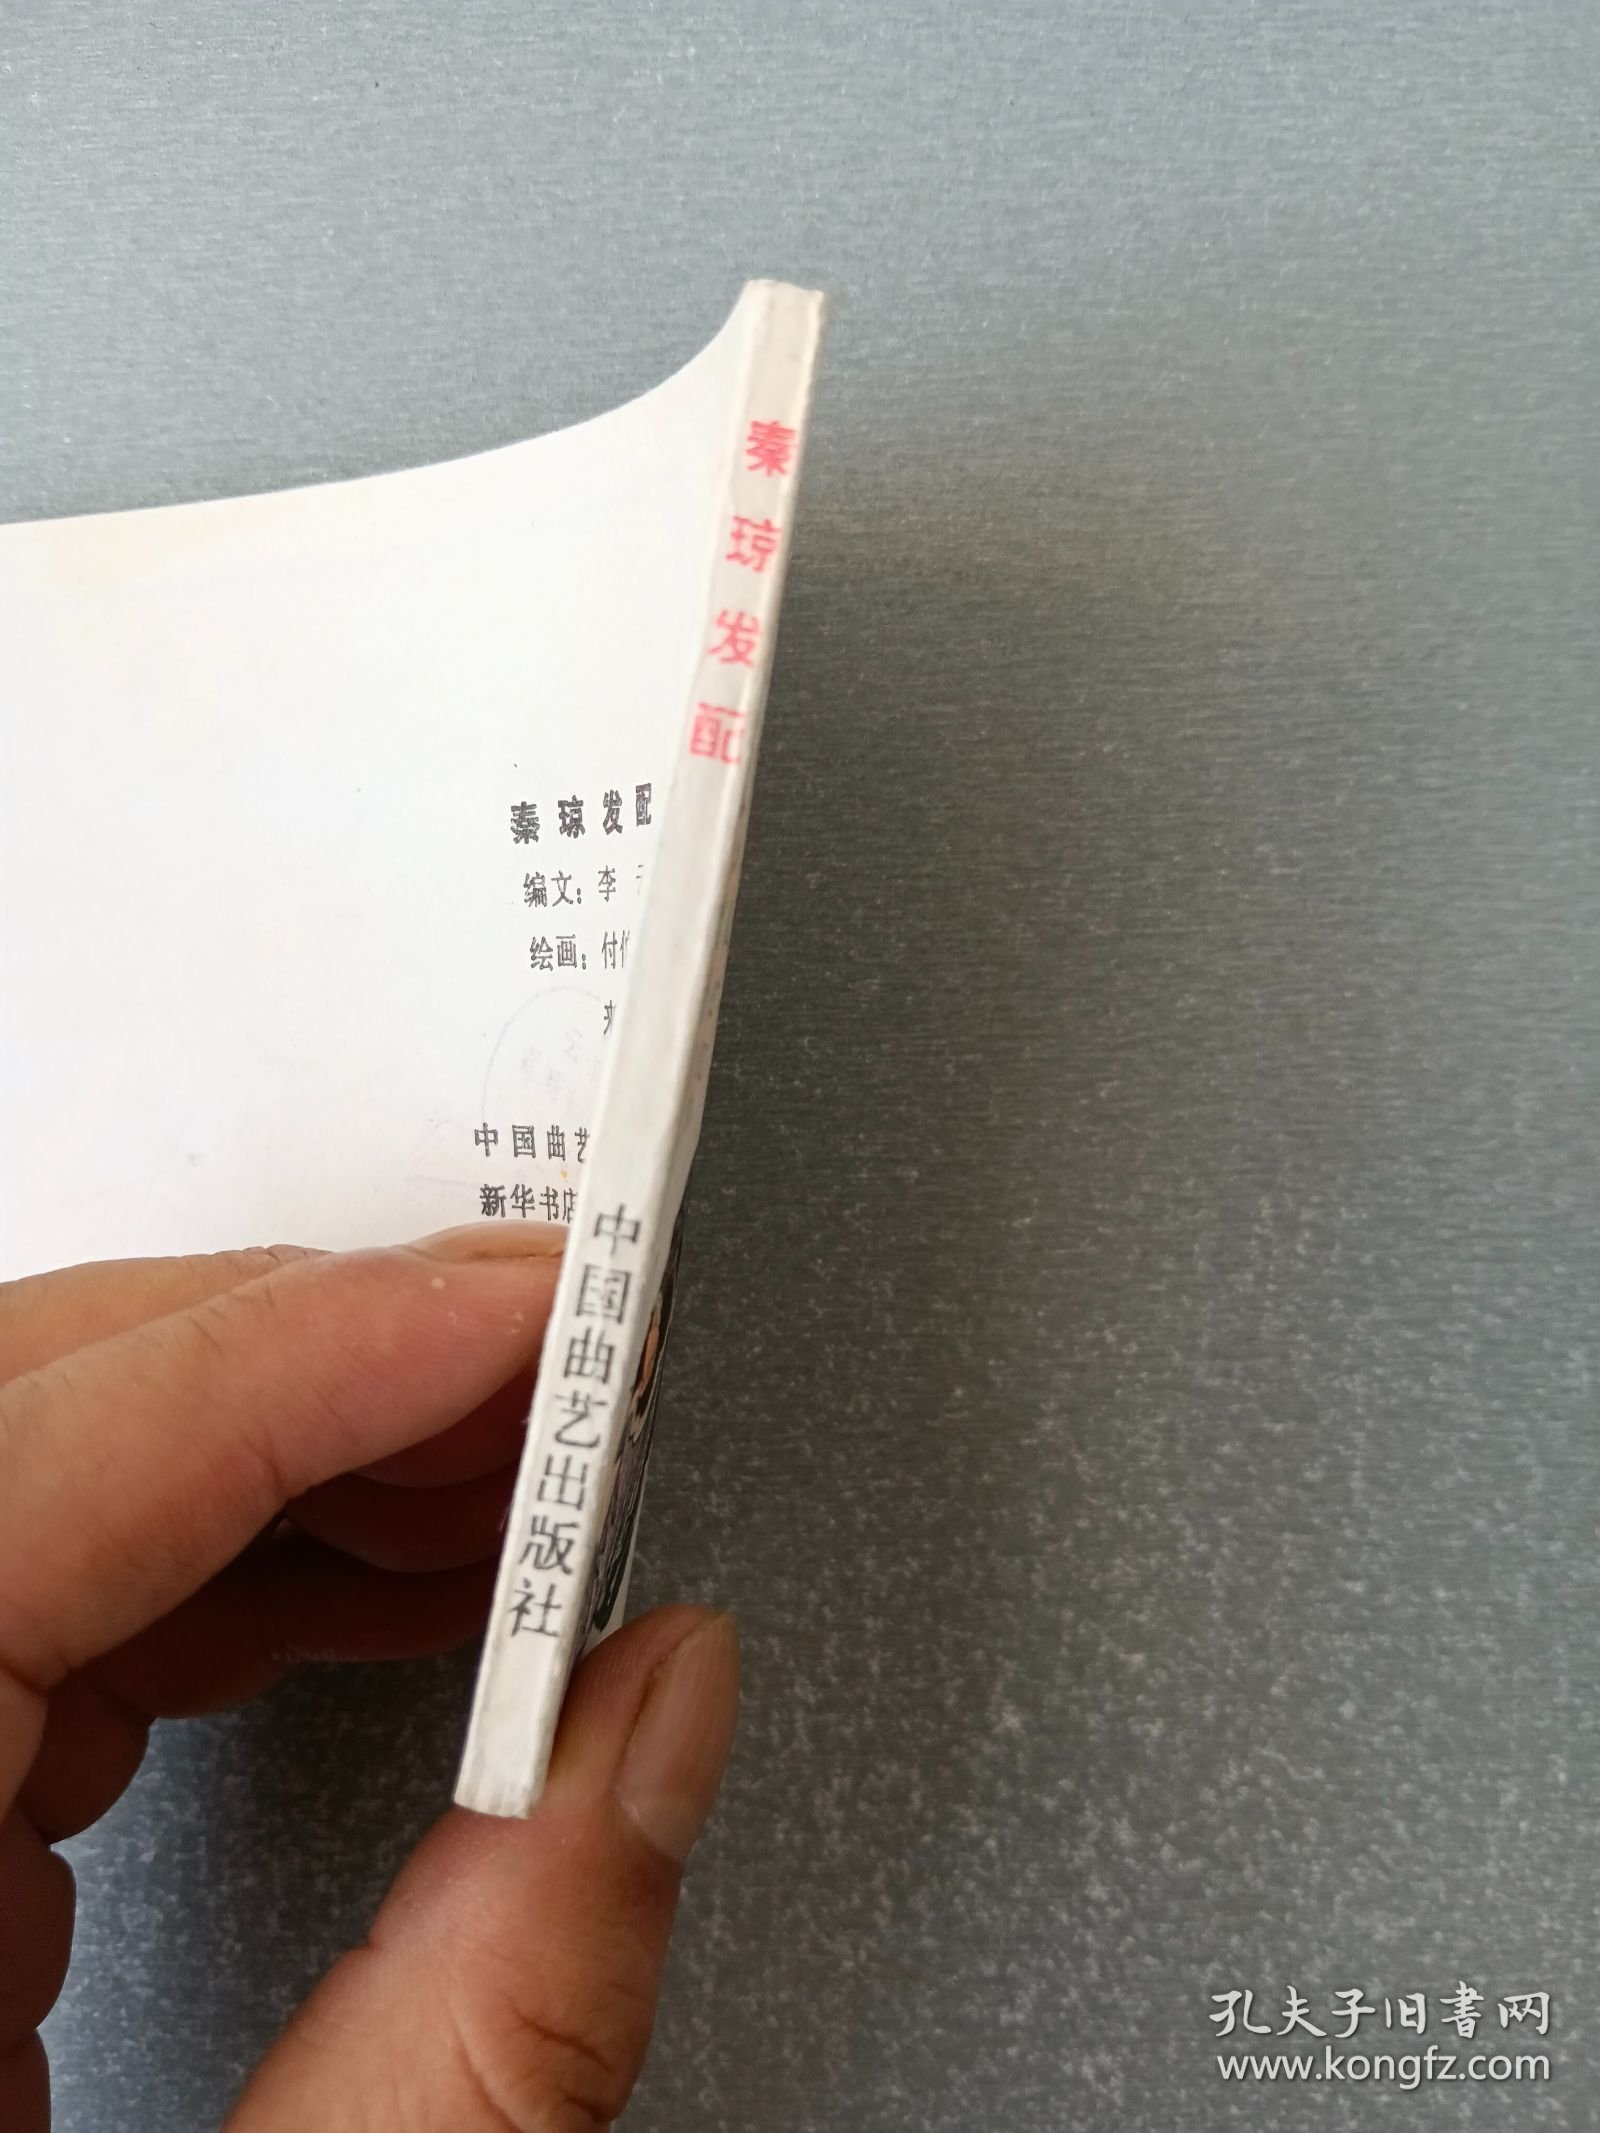 秦琼发配
中国曲艺出版社
秦琼发配
编文：李
绘画：付
中国曲艺
新华书店
孔夫子旧书网
www.kongfz.com